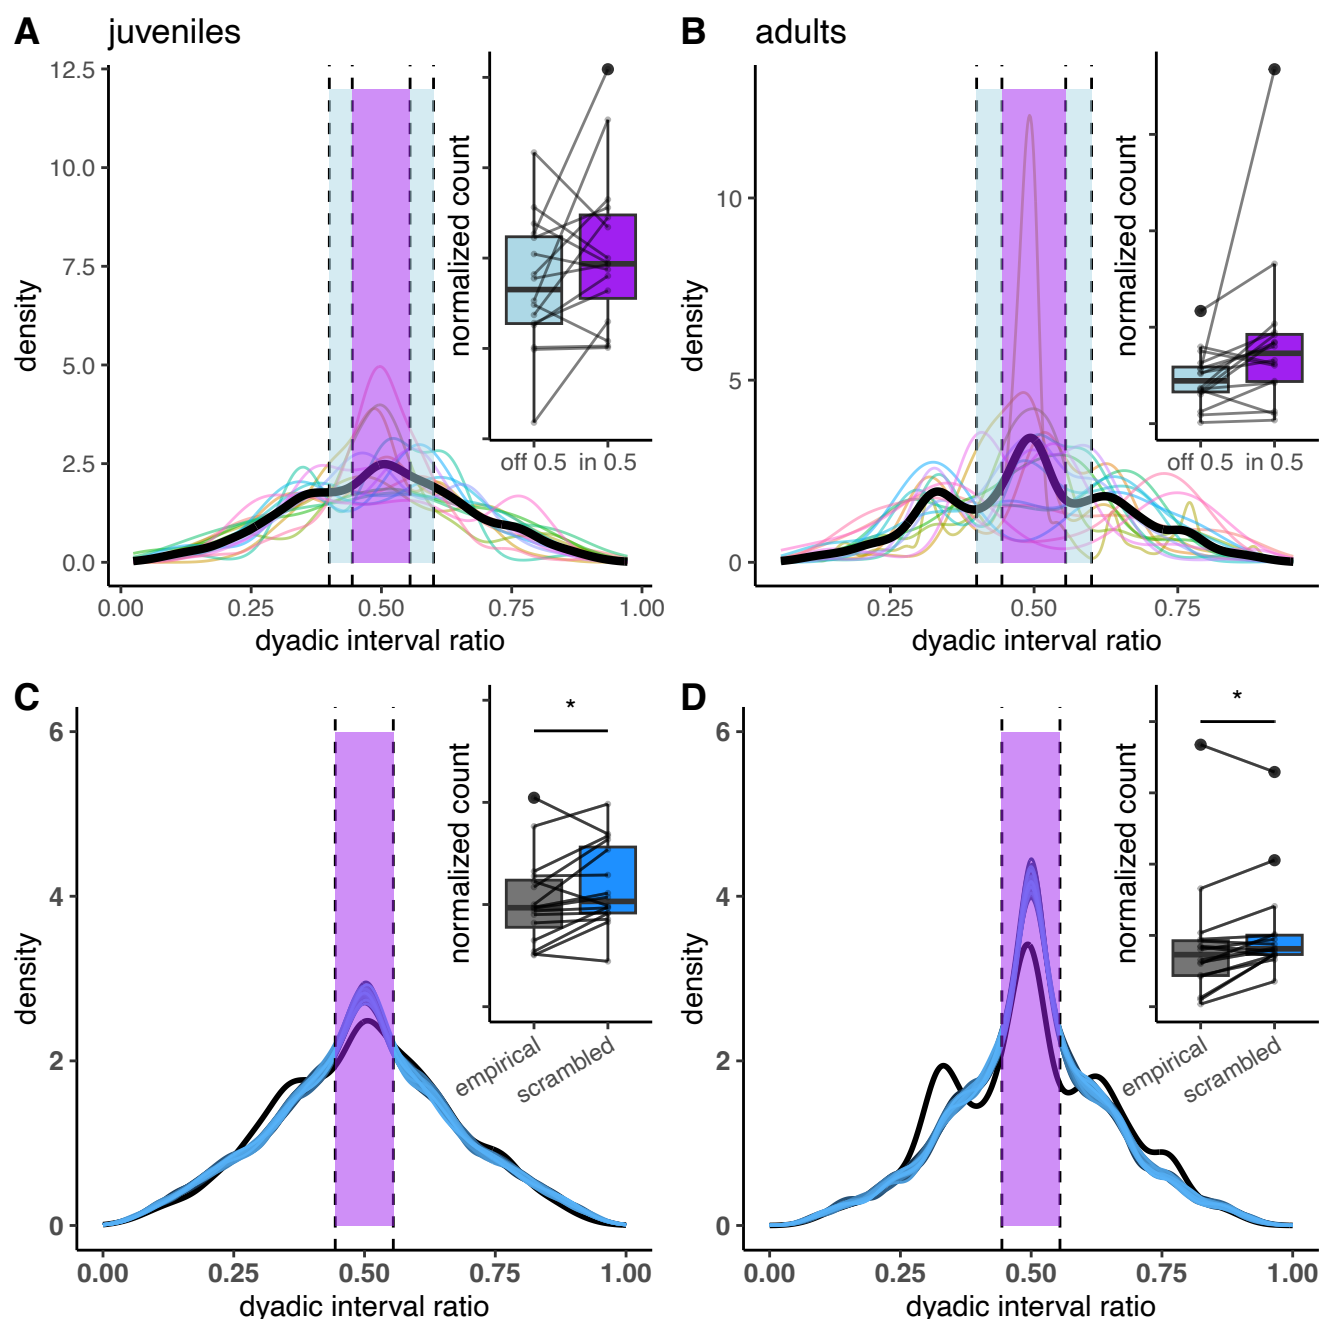 A juveniles
12.5
10.0
7.5
5.0
2.5
0.0
density
0.00 0.25 0.50 0.75 1.00
dyadic interval ratio
normalized count
off 0.5 in 0.5
B adults
10
5
0
density
0.25 0.50 0.75
dyadic interval ratio
normalized count
off 0.5 in 0.5
C
6
4
2
0
density
0.00 0.25 0.50 0.75 1.00
dyadic interval ratio
*
normalized count
empirical
scrambled
D
6
4
2
0
density
0.00 0.25 0.50 0.75 1.00
dyadic interval ratio
*
normalized count
empirical
scrambled